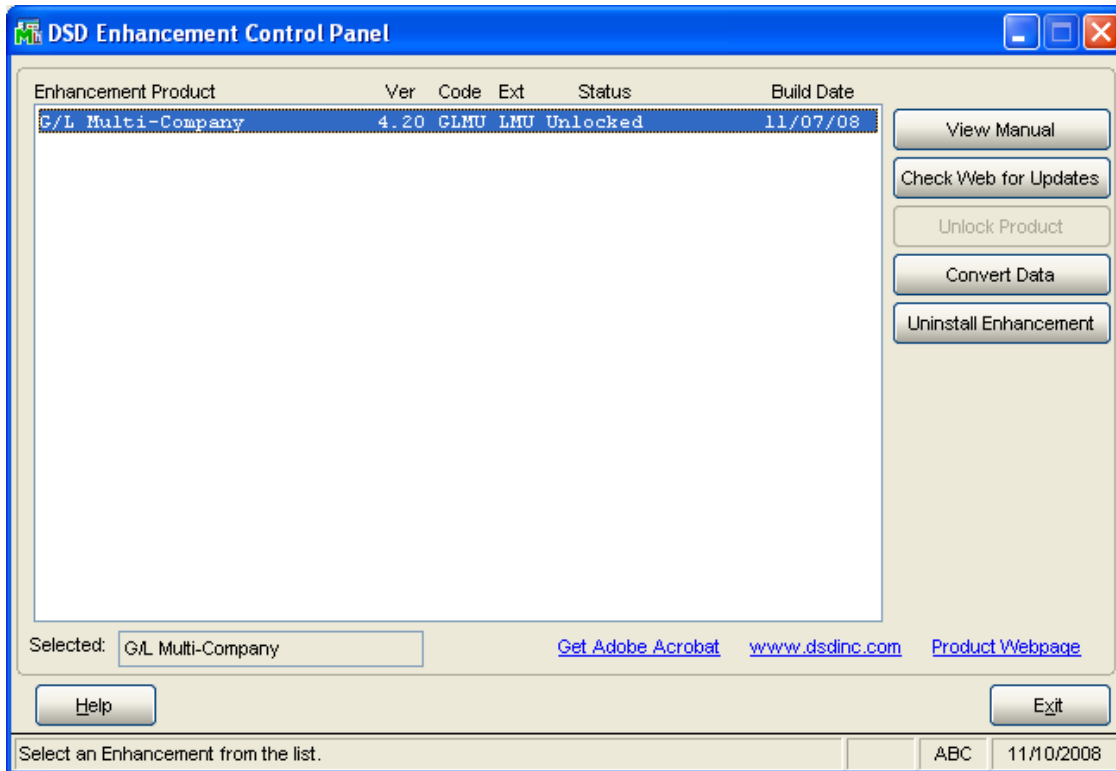 DSD Enhancement Control Panel
Enhancement Product Ver Code Ext Status Build Date
G/L Multi-Company 4.20 GLMU LMU Unlocked 11/07/08
View Manual
Check Web for Updates
Unlock Product
Convert Data
Uninstall Enhancement
Selected: G/L Multi-Company Get Adobe Acrobat www.dsdinc.com Product Webpage
Help Exit
Select an Enhancement from the list. ABC 11/10/2008